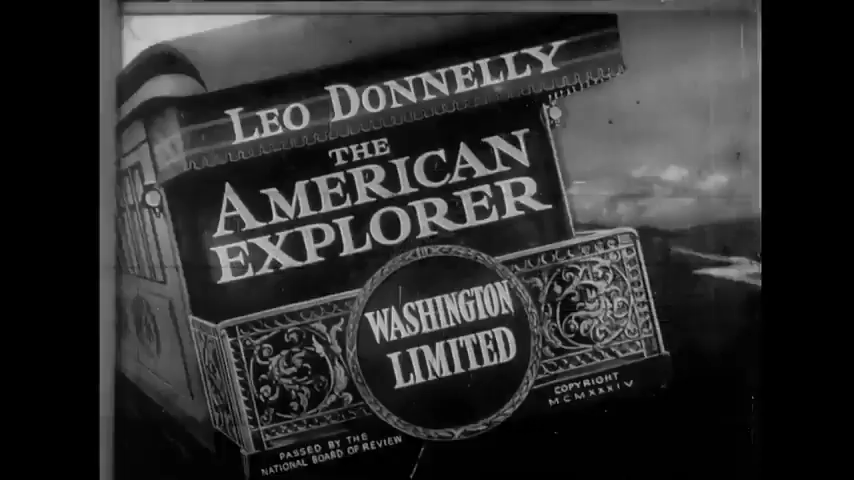 LEO DONNELLY
THE
AMERICAN
EXPLORER
WASHINGTON
LIMITED
COPYRIGHT
MCMXXXIV
PASSED BY THE
NATIONAL BOARD OF REVIEW